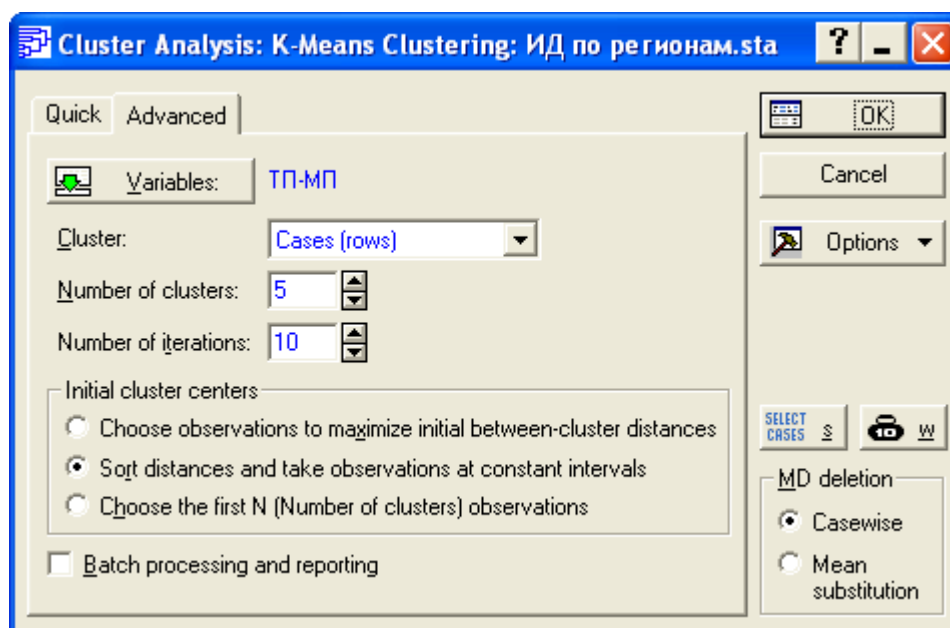 Cluster Analysis: K-Means Clustering: ИД по регионам.sta
Quick Advanced
Variables: ТП-МП
Cluster: Cases (rows)
Number of clusters: 5
Number of iterations: 10
Initial cluster centers
Choose observations to maximize initial between-cluster distances
Sort distances and take observations at constant intervals
Choose the first N (Number of clusters) observations
Batch processing and reporting
OK
Cancel
Options
SELECT CASES S
W
MD deletion
Casewise
Mean
substitution